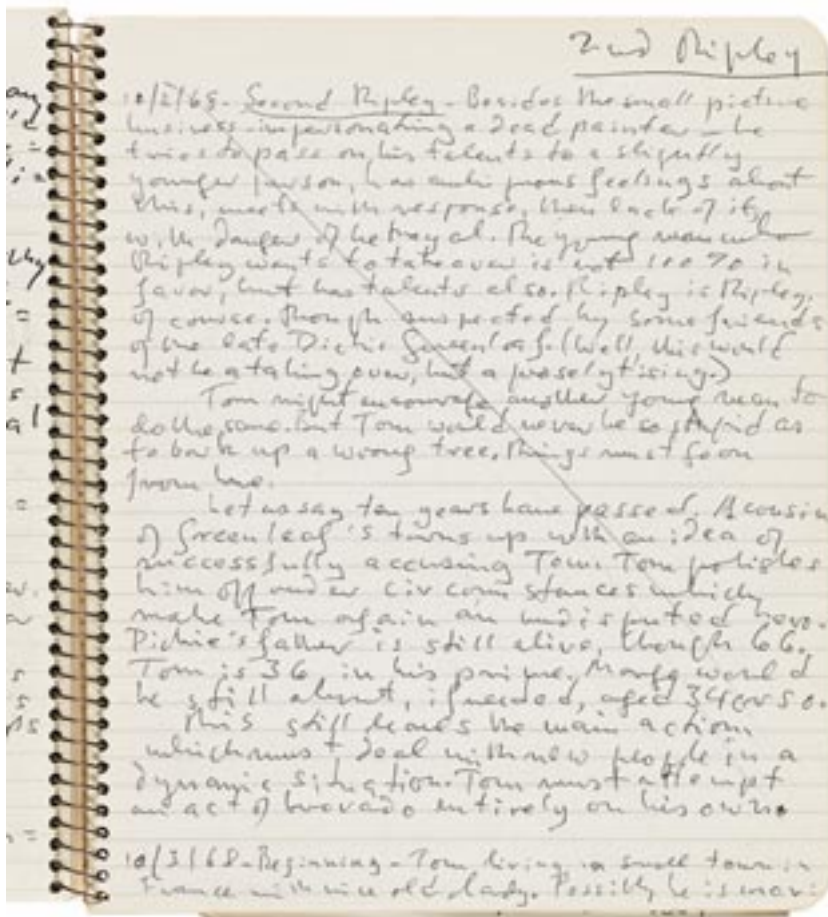 2nd Ripley
10/2/68 - Second Ripley - Besides the small picture
business - impersonating a dead painter - he
tries to pass on his talents to a slightly
younger person, has ambiguous feelings about
this, meets with response, then lack of it,
with danger of betrayal. The young man whom
Ripley wants to take over is not 100% in
favor, but has talents also. Ripley is Ripley,
of course. Though suspected by some friends
of the late Dickie Greenleaf. (Well, this would
not be a taking over, but a proselytising.)
Tom might encourage another young man to
do the same. But Tom would never be so stupid as
to bark up a wrong tree. Things must go on
from here.
Let us say ten years have passed. A cousin
of Greenleaf's turns up with an idea of
successfully accusing Tom. Tom polishes
him off under circomstances which
make Tom again an undisputed hero.
Dickie's father is still alive, though 66.
Tom is 36 in his prime. Marge would
be still about, if needed, aged 34 or so.
This still leaves the main action
which must deal with new people in a
dynamic situation. Tom must attempt
an act of bravado entirely on his own.
10/3/68 - Beginning - Tom living in a small town in
France with nice old lady. Possibly he is